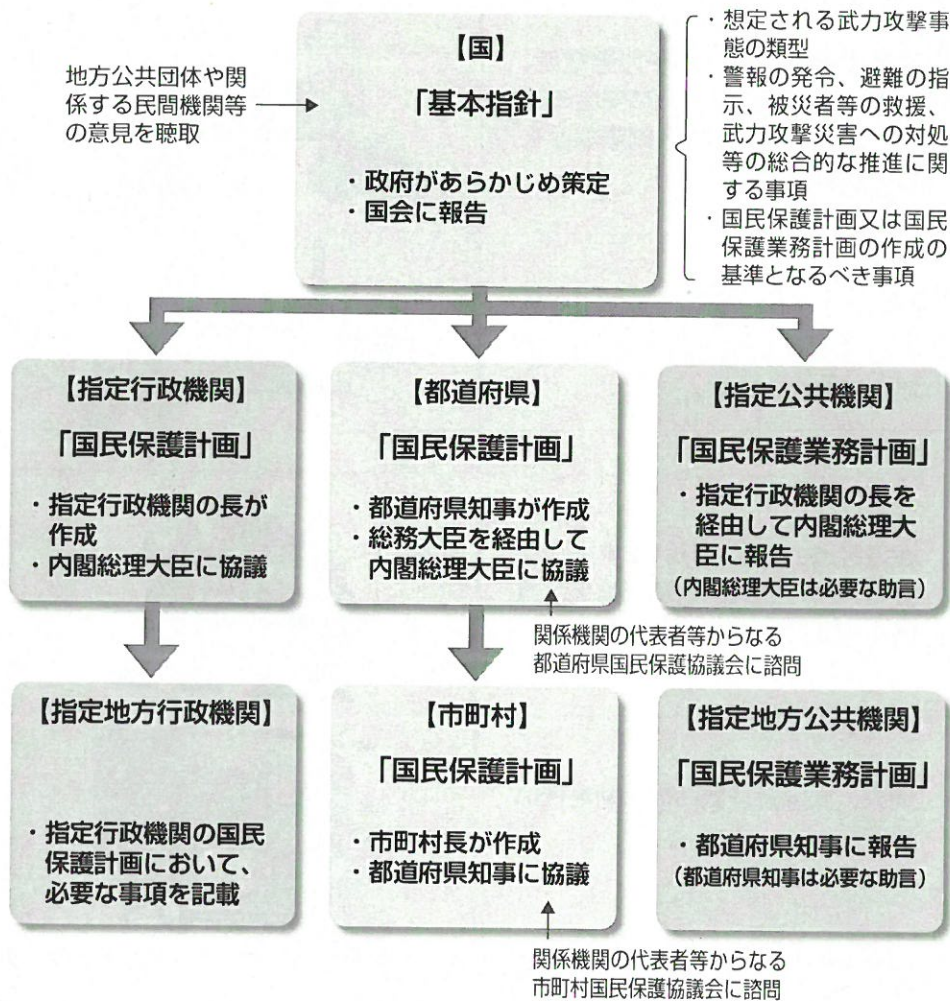 地方公共団体や関
係する民間機関等
の意見を聴取
【国】
「基本指針」
・政府があらかじめ策定
・国会に報告
・想定される武力攻撃事
態の類型
・警報の発令、避難の指
示、被災者等の救援、
武力攻撃災害への対処
等の総合的な推進に関
する事項
・国民保護計画又は国民
保護業務計画の作成の
基準となるべき事項
【指定行政機関】
「国民保護計画」
・指定行政機関の長が
作成
・内閣総理大臣に協議
【都道府県】
「国民保護計画」
・都道府県知事が作成
・総務大臣を経由して
内閣総理大臣に協議
関係機関の代表者等からなる
都道府県国民保護協議会に諮問
【指定公共機関】
「国民保護業務計画」
・指定行政機関の長を
経由して内閣総理大
臣に報告
(内閣総理大臣は必要な助言)
【指定地方行政機関】
・指定行政機関の国民
保護計画において、
必要な事項を記載
【市町村】
「国民保護計画」
・市町村長が作成
・都道府県知事に協議
関係機関の代表者等からなる
市町村国民保護協議会に諮問
【指定地方公共機関】
「国民保護業務計画」
・都道府県知事に報告
(都道府県知事は必要な助言)